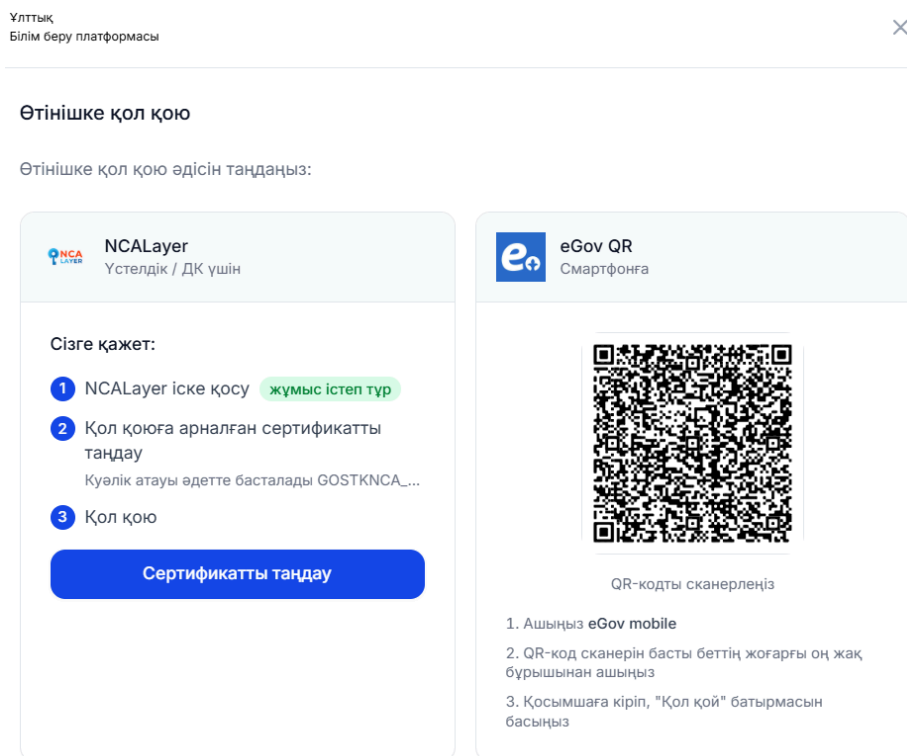 Ұлттық
Білім беру платформасы
Өтінішке қол қою
Өтінішке қол қою әдісін таңдаңыз:
NCA
LAYER
NCALayer
Үстелдік / ДК үшін
Сізге қажет:
1 NCALayer іске қосу жұмыс істеп тұр
2 Қол қоюға арналған сертификатты
таңдау
Куәлік атауы әдетте басталады GOSTKNCA_...
3 Қол қою
Сертификатты таңдау
eGov QR
Смартфонға
QR-кодты сканерлеңіз
1. Ашыңыз eGov mobile
2. QR-код сканерін басты беттің жоғарғы оң жақ
бұрышынан ашыңыз
3. Қосымшаға кіріп, "Қол қой" батырмасын
басыңыз